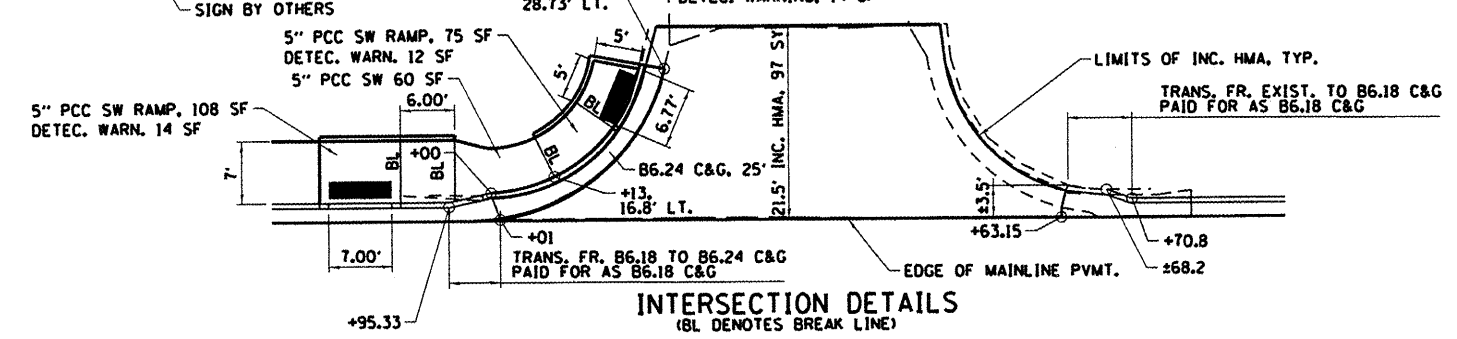 SIGN BY OTHERS
28.73' LT.
5" PCC SW RAMP, 75 SF
DETEC. WARN. 12 SF
5" PCC SW 60 SF
5" PCC SW RAMP, 108 SF
DETEC. WARN. 14 SF
6.00'
5'
5'
BL
6.77'
7'
BL
BL
+00
BL
B6.24 C&G, 25'
+13,
16.8' LT.
21.5' INC. HMA, 97 SY
LIMITS OF INC. HMA, TYP.
TRANS. FR. EXIST. TO B6.18 C&G
PAID FOR AS B6.18 C&G
±3.5'
+63.15
+70.8
±68.2
7.00'
+01
TRANS. FR. B6.18 TO B6.24 C&G
PAID FOR AS B6.18 C&G
EDGE OF MAINLINE PVMT.
+95.33
INTERSECTION DETAILS
(BL DENOTES BREAK LINE)